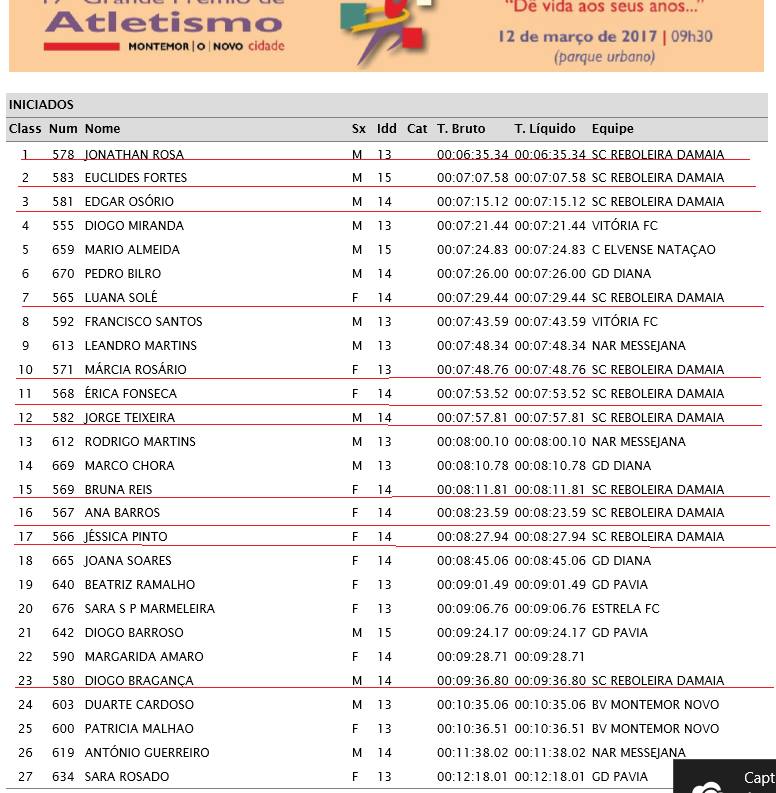 Grande Prémio de
"Dê vida aos seus anos..."
Atletismo
MONTEMOR|O|NOVO cidade
12 de março de 2017 | 09h30
(parque urbano)
INICIADOS
Class Num Nome Sx Idd Cat T. Bruto T. Líquido Equipe
1 578 JONATHAN ROSA M 13 00:06:35.34 00:06:35.34 SC REBOLEIRA DAMAIA
2 583 EUCLIDES FORTES M 15 00:07:07.58 00:07:07.58 SC REBOLEIRA DAMAIA
3 581 EDGAR OSÓRIO M 14 00:07:15.12 00:07:15.12 SC REBOLEIRA DAMAIA
4 555 DIOGO MIRANDA M 13 00:07:21.44 00:07:21.44 VITÓRIA FC
5 659 MARIO ALMEIDA M 15 00:07:24.83 00:07:24.83 C ELVENSE NATAÇAO
6 670 PEDRO BILRO M 14 00:07:26.00 00:07:26.00 GD DIANA
7 565 LUANA SOLÉ F 14 00:07:29.44 00:07:29.44 SC REBOLEIRA DAMAIA
8 592 FRANCISCO SANTOS M 13 00:07:43.59 00:07:43.59 VITÓRIA FC
9 613 LEANDRO MARTINS M 13 00:07:48.34 00:07:48.34 NAR MESSEJANA
10 571 MÁRCIA ROSÁRIO F 13 00:07:48.76 00:07:48.76 SC REBOLEIRA DAMAIA
11 568 ÉRICA FONSECA F 14 00:07:53.52 00:07:53.52 SC REBOLEIRA DAMAIA
12 582 JORGE TEIXEIRA M 14 00:07:57.81 00:07:57.81 SC REBOLEIRA DAMAIA
13 612 RODRIGO MARTINS M 13 00:08:00.10 00:08:00.10 NAR MESSEJANA
14 669 MARCO CHORA M 13 00:08:10.78 00:08:10.78 GD DIANA
15 569 BRUNA REIS F 14 00:08:11.81 00:08:11.81 SC REBOLEIRA DAMAIA
16 567 ANA BARROS F 14 00:08:23.59 00:08:23.59 SC REBOLEIRA DAMAIA
17 566 JÉSSICA PINTO F 14 00:08:27.94 00:08:27.94 SC REBOLEIRA DAMAIA
18 665 JOANA SOARES F 14 00:08:45.06 00:08:45.06 GD DIANA
19 640 BEATRIZ RAMALHO F 13 00:09:01.49 00:09:01.49 GD PAVIA
20 676 SARA S P MARMELEIRA F 13 00:09:06.76 00:09:06.76 ESTRELA FC
21 642 DIOGO BARROSO M 15 00:09:24.17 00:09:24.17 GD PAVIA
22 590 MARGARIDA AMARO F 14 00:09:28.71 00:09:28.71
23 580 DIOGO BRAGANÇA M 14 00:09:36.80 00:09:36.80 SC REBOLEIRA DAMAIA
24 603 DUARTE CARDOSO M 13 00:10:35.06 00:10:35.06 BV MONTEMOR NOVO
25 600 PATRICIA MALHAO F 13 00:10:36.51 00:10:36.51 BV MONTEMOR NOVO
26 619 ANTÓNIO GUERREIRO M 14 00:11:38.02 00:11:38.02 NAR MESSEJANA
27 634 SARA ROSADO F 13 00:12:18.01 00:12:18.01 GD PAVIA
Capt